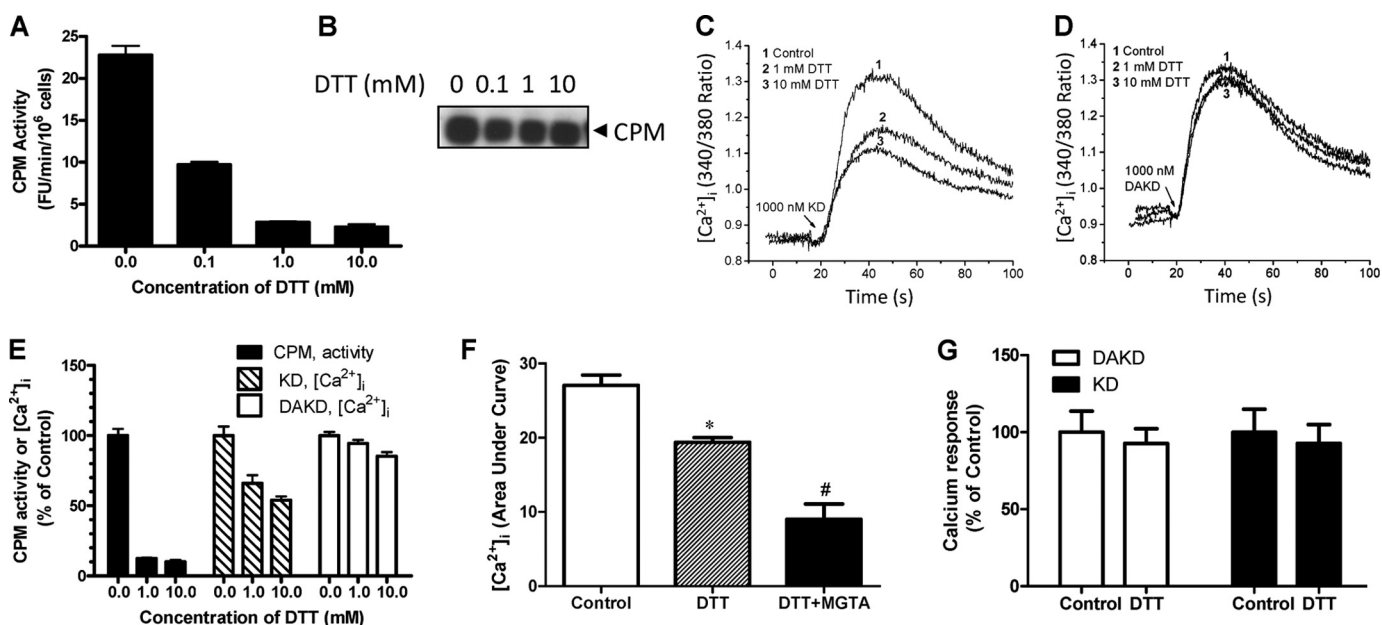 A
25
20
15
10
5
0
CPM Activity
(FU/min/10⁶ cells)
0.0 0.1 1.0 10.0
Concentration of DTT (mM)
B
DTT (mM) 0 0.1 1 10
CPM
C
1.4
1.3
1.2
1.1
1.0
0.9
0.8
[Ca²⁺]ᵢ (340/380 Ratio)
1 Control
2 1 mM DTT
3 10 mM DTT
1
2
3
1000 nM KD
0 20 40 60 80 100
Time (s)
D
1.4
1.3
1.2
1.1
1.0
0.9
0.8
[Ca²⁺]ᵢ (340/380 Ratio)
1 Control
2 1 mM DTT
3 10 mM DTT
1
2
3
1000 nM
DAKD
0 20 40 60 80 100
Time (s)
E
CPM, activity
KD, [Ca²⁺]ᵢ
DAKD, [Ca²⁺]ᵢ
150
100
50
0
CPM activity or [Ca²⁺]ᵢ
(% of Control)
0.0 1.0 10.0 0.0 1.0 10.0 0.0 1.0 10.0
Concentration of DTT (mM)
F
30
20
10
0
[Ca²⁺]ᵢ (Area Under Curve)
*
#
Control DTT DTT+MGTA
G
DAKD
KD
150
100
50
0
Calcium response
(% of Control)
Control DTT Control DTT